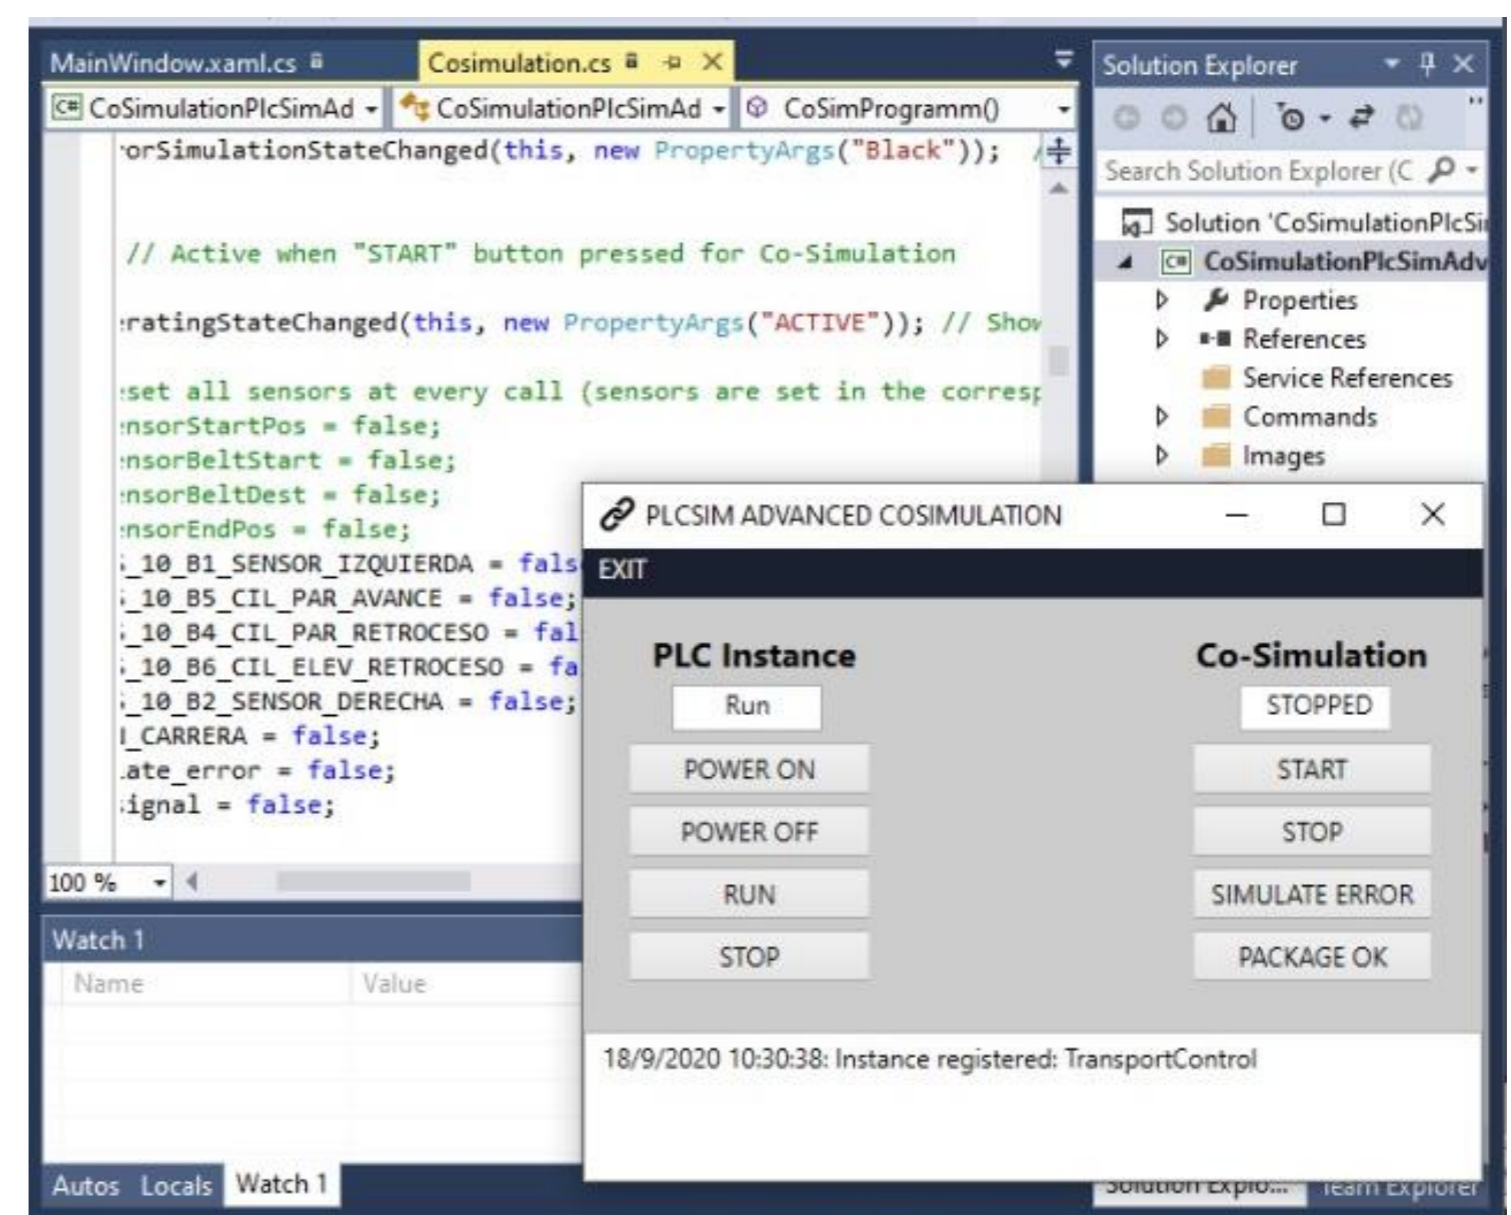 MainWindow.xaml.cs
Cosimulation.cs
CoSimulationPlcSimAd
CoSimulationPlcSimAd
CoSimProgramm()
orSimulationStateChanged(this, new PropertyArgs("Black")); /
// Active when "START" button pressed for Co-Simulation
ratingStateChanged(this, new PropertyArgs("ACTIVE")); // Show
set all sensors at every call (sensors are set in the corresp
nsorStartPos = false;
nsorBeltStart = false;
nsorBeltDest = false;
ensorEndPos = false;
_10_B1_SENSOR_IZQUIERDA = fals
_10_B5_CIL_PAR_AVANCE = false;
_10_B4_CIL_PAR_RETROCESO = fal
_10_B6_CIL_ELEV_RETROCESO = fa
_10_B2_SENSOR_DERECHA = false;
_CARRERA = false;
ate_error = false;
ignal = false;
100 %
Watch 1
Name Value
Autos Locals Watch 1
Solution Explorer
Search Solution Explorer (C
Solution 'CoSimulationPlcSi
C# CoSimulationPlcSimAdv
Properties
References
Service References
Commands
Images
Solution Explo... Team Explorer
PLCSIM ADVANCED COSIMULATION
EXIT
PLC Instance
Run
POWER ON
POWER OFF
RUN
STOP
Co-Simulation
STOPPED
START
STOP
SIMULATE ERROR
PACKAGE OK
18/9/2020 10:30:38: Instance registered: TransportControl